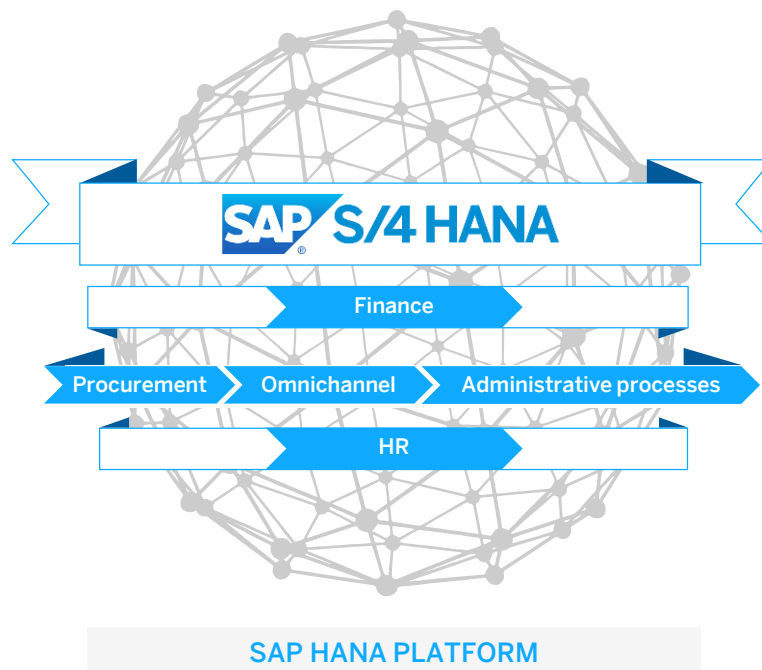 SAP® S/4 HANA
Finance
Procurement Omnichannel Administrative processes
HR
SAP HANA PLATFORM